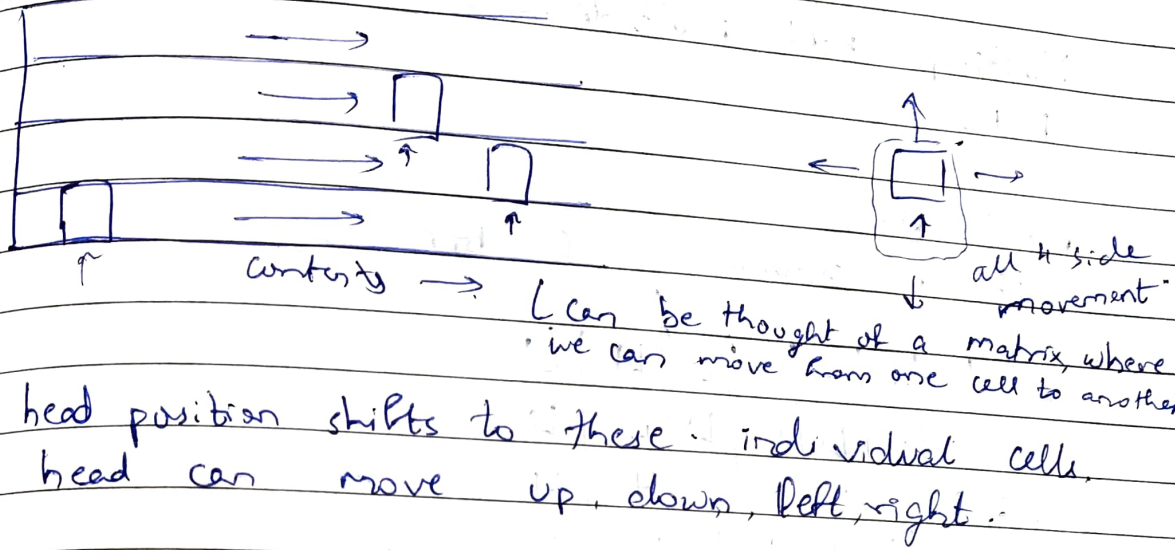 all 4 side
movement
(can be thought of a matrix, where
we can move from one cell to another
head position shifts to these individual cells.
head can move up, down, left, right.